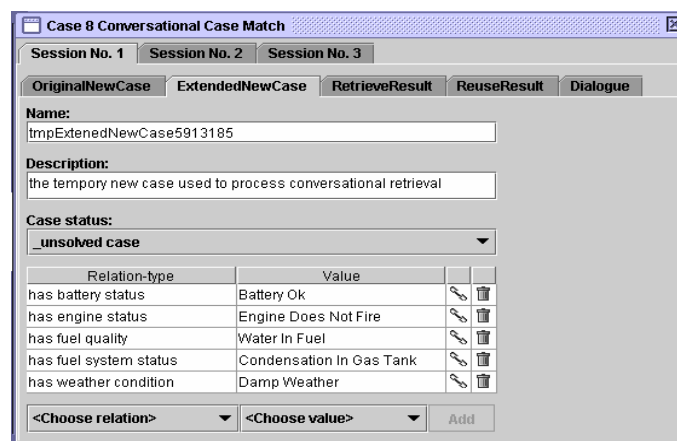 Case 8 Conversational Case Match
Session No. 1 Session No. 2 Session No. 3
OriginalNewCase ExtendedNewCase RetrieveResult ReuseResult Dialogue
Name:
tmpExtenedNewCase5913185
Description:
the tempory new case used to process conversational retrieval
Case status:
_unsolved case
Relation-type Value
has battery status Battery Ok
has engine status Engine Does Not Fire
has fuel quality Water In Fuel
has fuel system status Condensation In Gas Tank
has weather condition Damp Weather
<Choose relation> <Choose value> Add